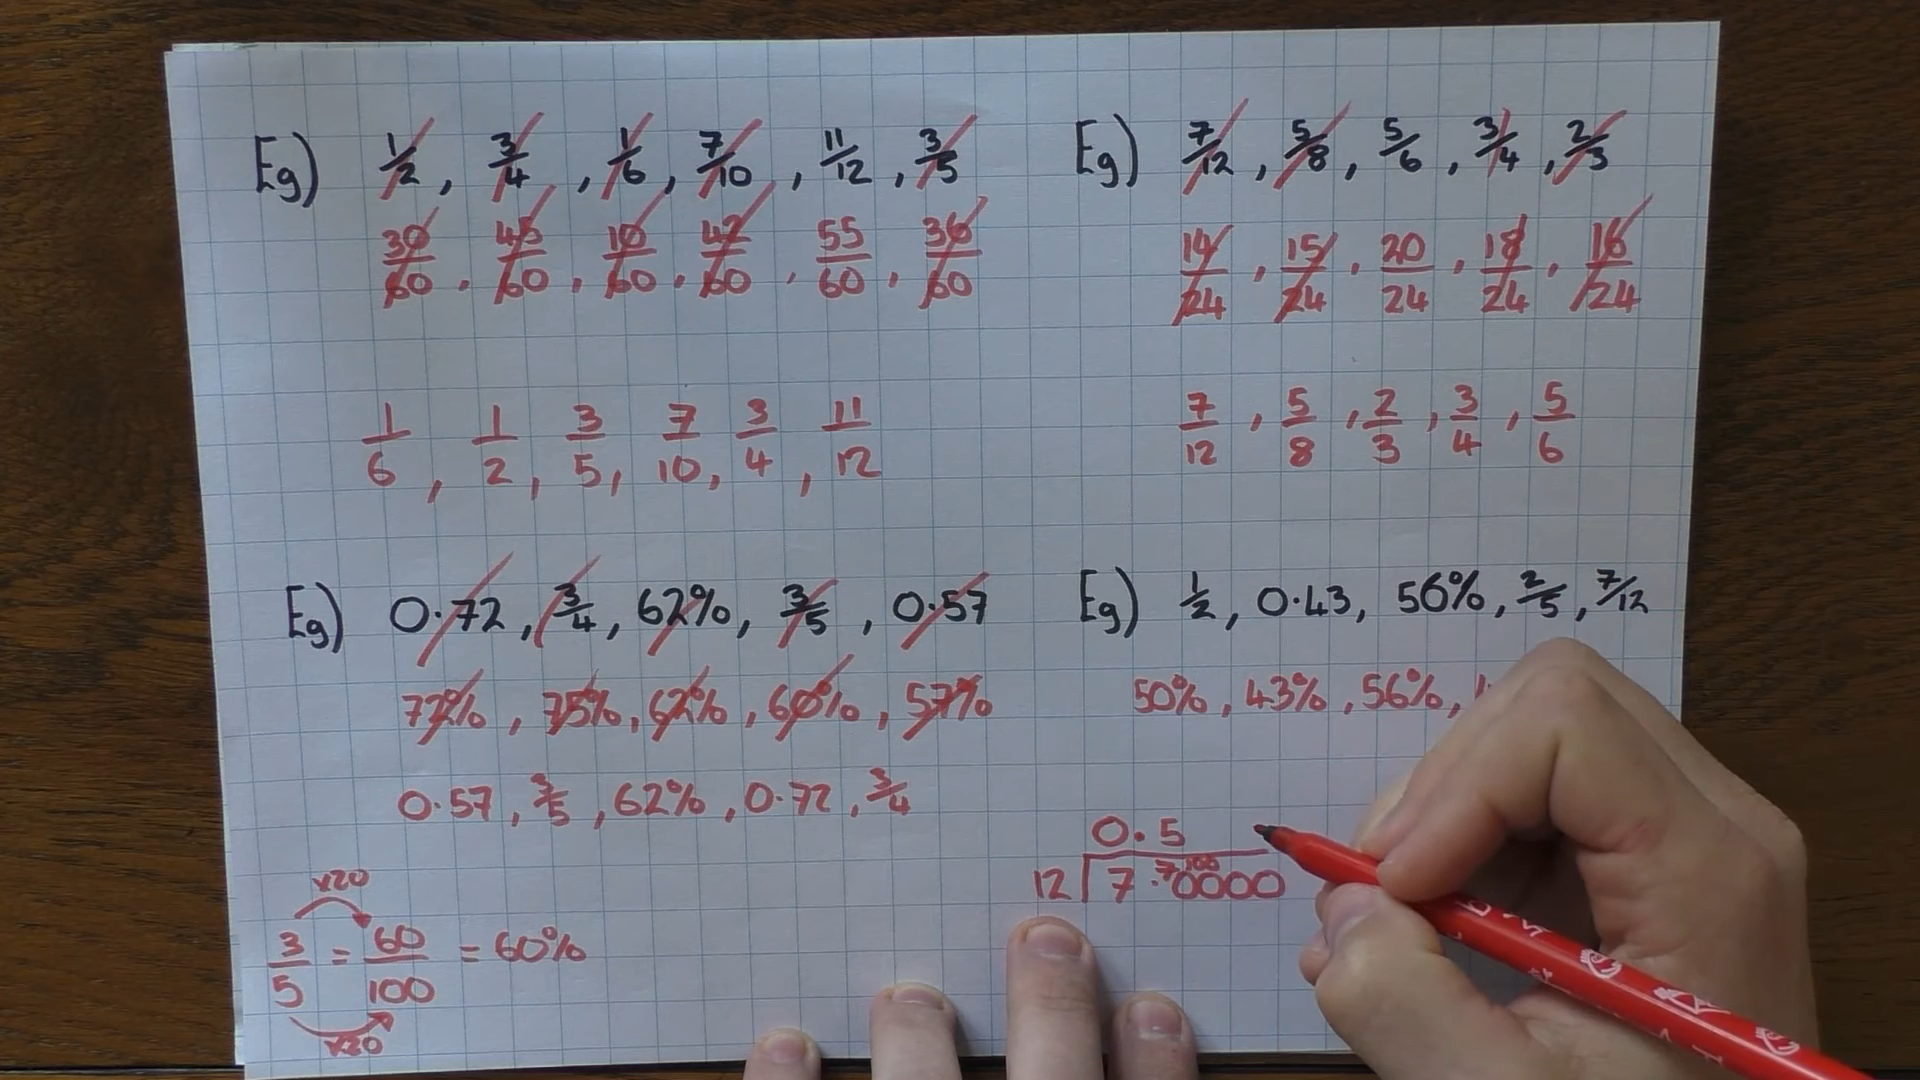 Eg) 1/2, 3/4, 1/6, 7/10, 11/12, 3/5
30/60, 45/60, 10/60, 42/60, 55/60, 36/60
1/6, 1/2, 3/5, 7/10, 3/4, 11/12
Eg) 7/12, 5/8, 5/6, 3/4, 2/3
14/24, 15/24, 20/24, 18/24, 16/24
7/12, 5/8, 2/3, 3/4, 5/6
Eg) 0.72, 3/4, 62%, 3/5, 0.57
72%, 75%, 62%, 60%, 57%
0.57, 3/5, 62%, 0.72, 3/4
x20
3/5 = 60/100 = 60%
x20
Eg) 1/2, 0.43, 56%, 2/5, 7/12
50%, 43%, 56%,
0.5
12 7.70000